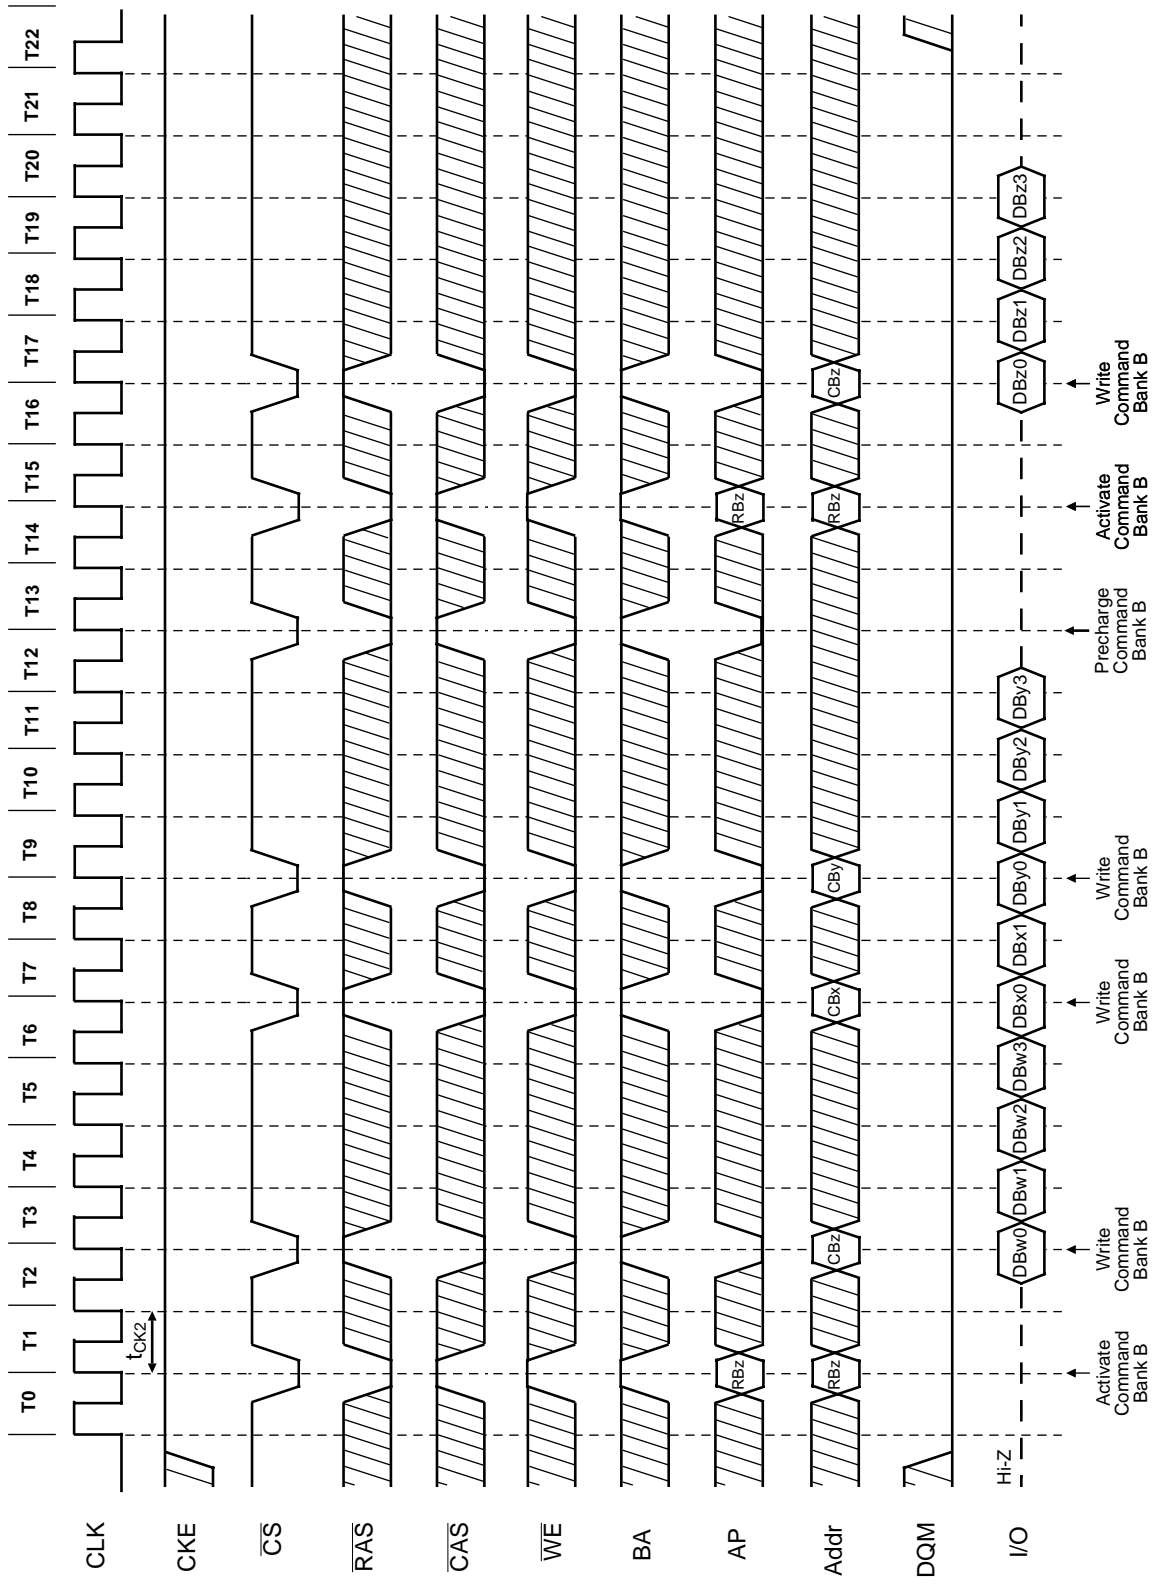 T0 T1 T2 T3 T4 T5 T6 T7 T8 T9 T10 T11 T12 T13 T14 T15 T16 T17 T18 T19 T20 T21 T22
CLK
tCK2
CKE
CS
RAS
CAS
WE
BA
AP RBz RBz
Addr RBz CBz CBx CBy RBz CBz
DQM
I/O Hi-Z DBw0 DBw1 DBw2 DBw3 DBx0 DBx1 DBy0 DBy1 DBy2 DBy3 DBz0 DBz1 DBz2 DBz3
Activate
Command
Bank B
Write
Command
Bank B
Write
Command
Bank B
Write
Command
Bank B
Precharge
Command
Bank B
Activate
Command
Bank B
Write
Command
Bank B